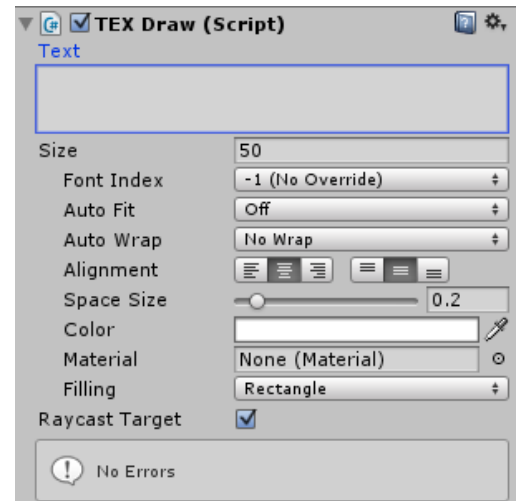 TEX Draw (Script)
Text
Size 50
Font Index -1 (No Override)
Auto Fit Off
Auto Wrap No Wrap
Alignment
Space Size 0.2
Color
Material None (Material)
Filling Rectangle
Raycast Target
No Errors